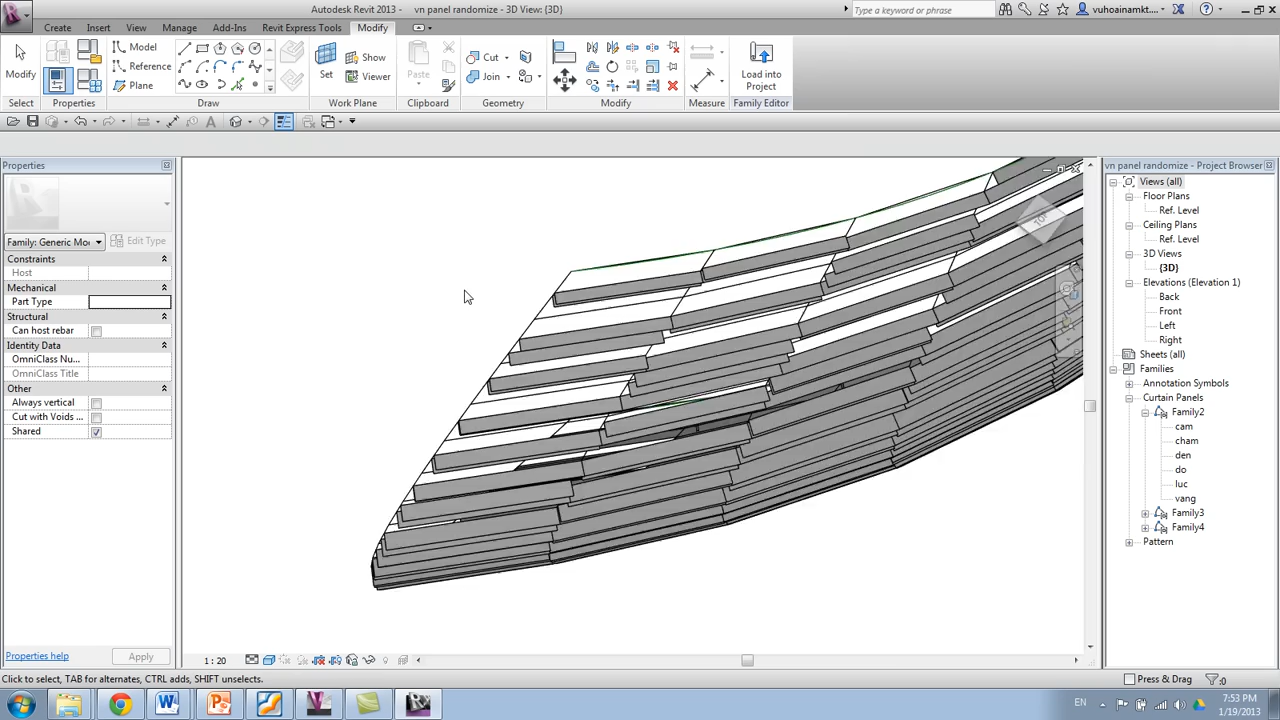 Autodesk Revit 2013 -    vn panel randomize - 3D View: {3D}
Type a keyword or phrase
vuhoainamkt....
Create
Insert
View
Manage
Add-Ins
Revit Express Tools
Modify
Modify
Model
Reference
Plane
Set
Show
Viewer
Paste
Cut
Join
Load into
Project
Select
Properties
Draw
Work Plane
Clipboard
Geometry
Modify
Measure
Family Editor
Properties
Family: Generic Mo
Edit Type
Constraints
Host
Mechanical
Part Type
Structural
Can host rebar
Identity Data
OmniClass Nu...
OmniClass Title
Other
Always vertical
Cut with Voids ...
Shared
Properties help
Apply
1 : 20
vn panel randomize - Project Browser
Views (all)
Floor Plans
Ref. Level
Ceiling Plans
Ref. Level
3D Views
{3D}
Elevations (Elevation 1)
Back
Front
Left
Right
Sheets (all)
Families
Annotation Symbols
Curtain Panels
Family2
cam
cham
den
do
luc
vang
Family3
Family4
Pattern
Click to select, TAB for alternates, CTRL adds, SHIFT unselects.
Press & Drag
:0
EN
7:53 PM
1/19/2013